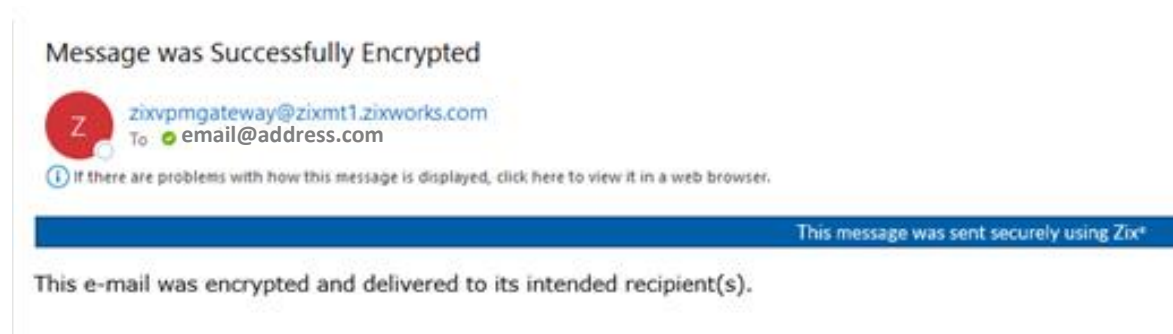 Message was Successfully Encrypted
Z
zixvpmgateway@zixmt1.zixworks.com
To email@address.com
If there are problems with how this message is displayed, click here to view it in a web browser.
This message was sent securely using Zix®
This e-mail was encrypted and delivered to its intended recipient(s).